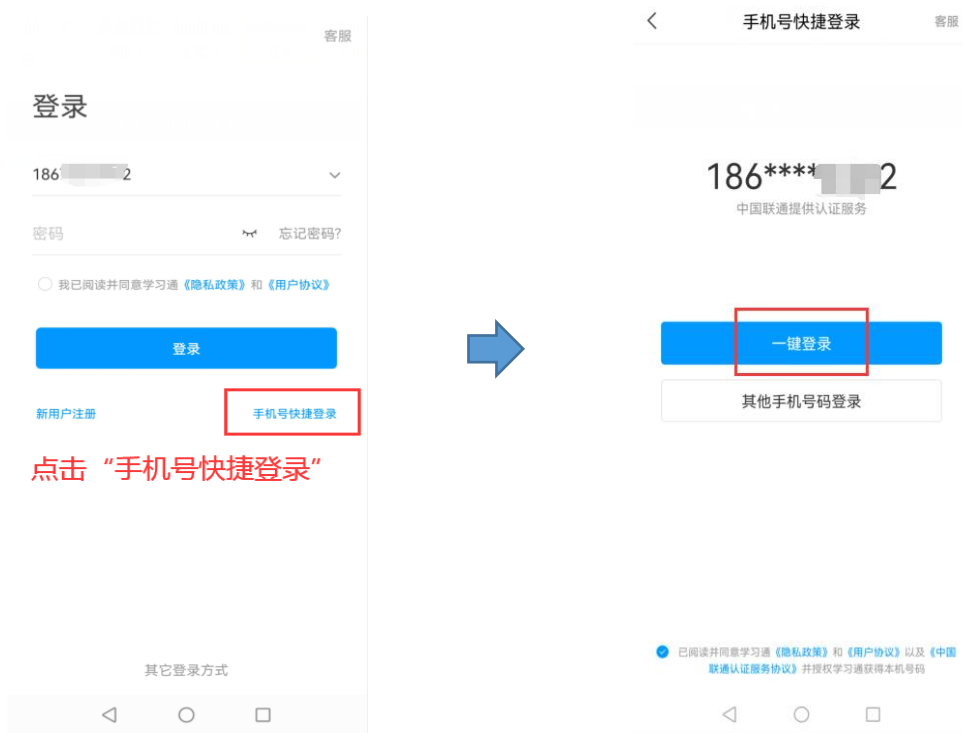 客服
登录
186 2
密码
忘记密码?
我已阅读并同意学习通《隐私政策》和《用户协议》
登录
新用户注册
手机号快捷登录
点击“手机号快捷登录”
其它登录方式
手机号快捷登录
客服
186**** 2
中国联通提供认证服务
一键登录
其他手机号码登录
已阅读并同意学习通《隐私政策》和《用户协议》以及《中国
联通认证服务协议》并授权学习通获得本机号码